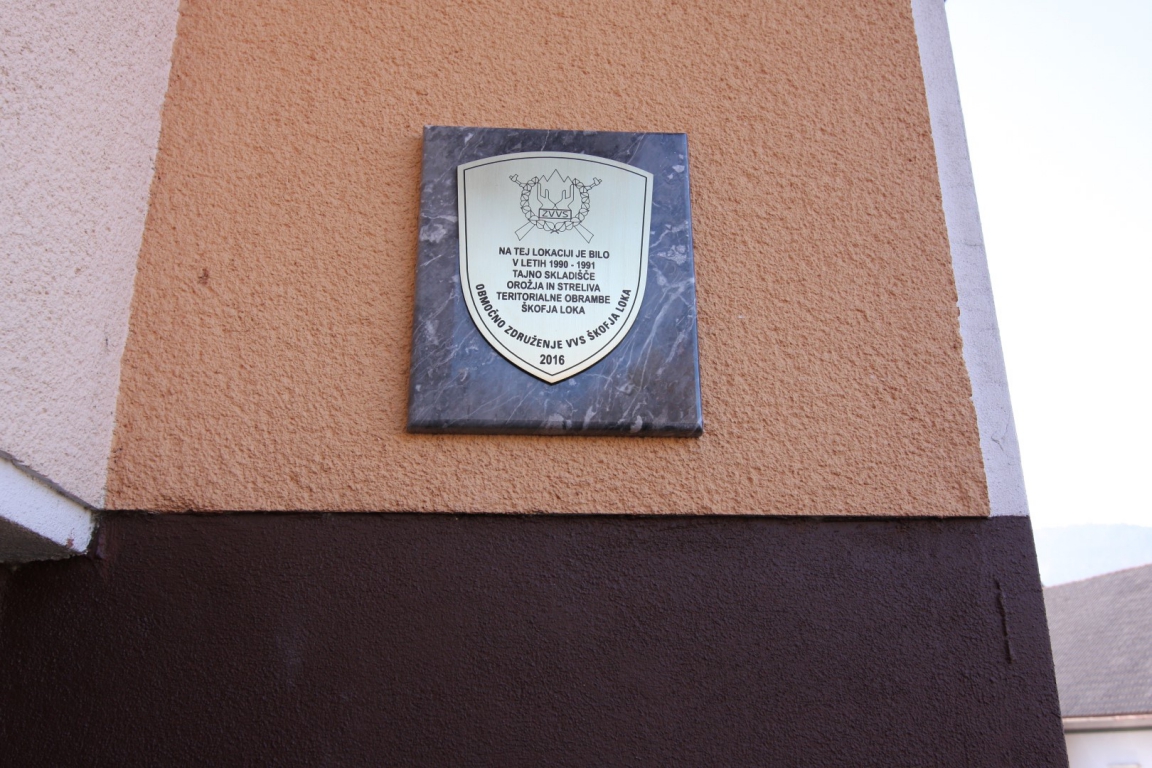 ZVVS
NA TEJ LOKACIJI JE BILO
V LETIH 1990 - 1991
TAJNO SKLADIŠČE
OROŽJA IN STRELIVA
TERITORIALNE OBRAMBE
ŠKOFJA LOKA
OBMOČNO ZDRUŽENJE VVS ŠKOFJA LOKA
2016